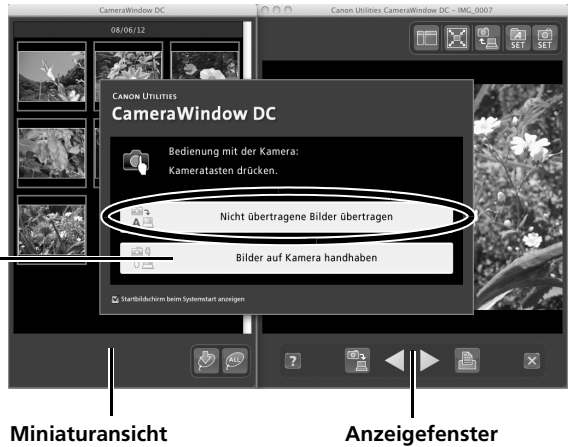 CameraWindow DC
Canon Utilities CameraWindow DC - IMG_0007
08/06/12
SET
SET
CANON UTILITIES
CameraWindow DC
Bedienung mit der Kamera:
Kameratasten drücken.
A
Nicht übertragene Bilder übertragen
Bilder auf Kamera handhaben
Startbildschirm beim Systemstart anzeigen
ALL
?
Miniaturansicht
Anzeigefenster